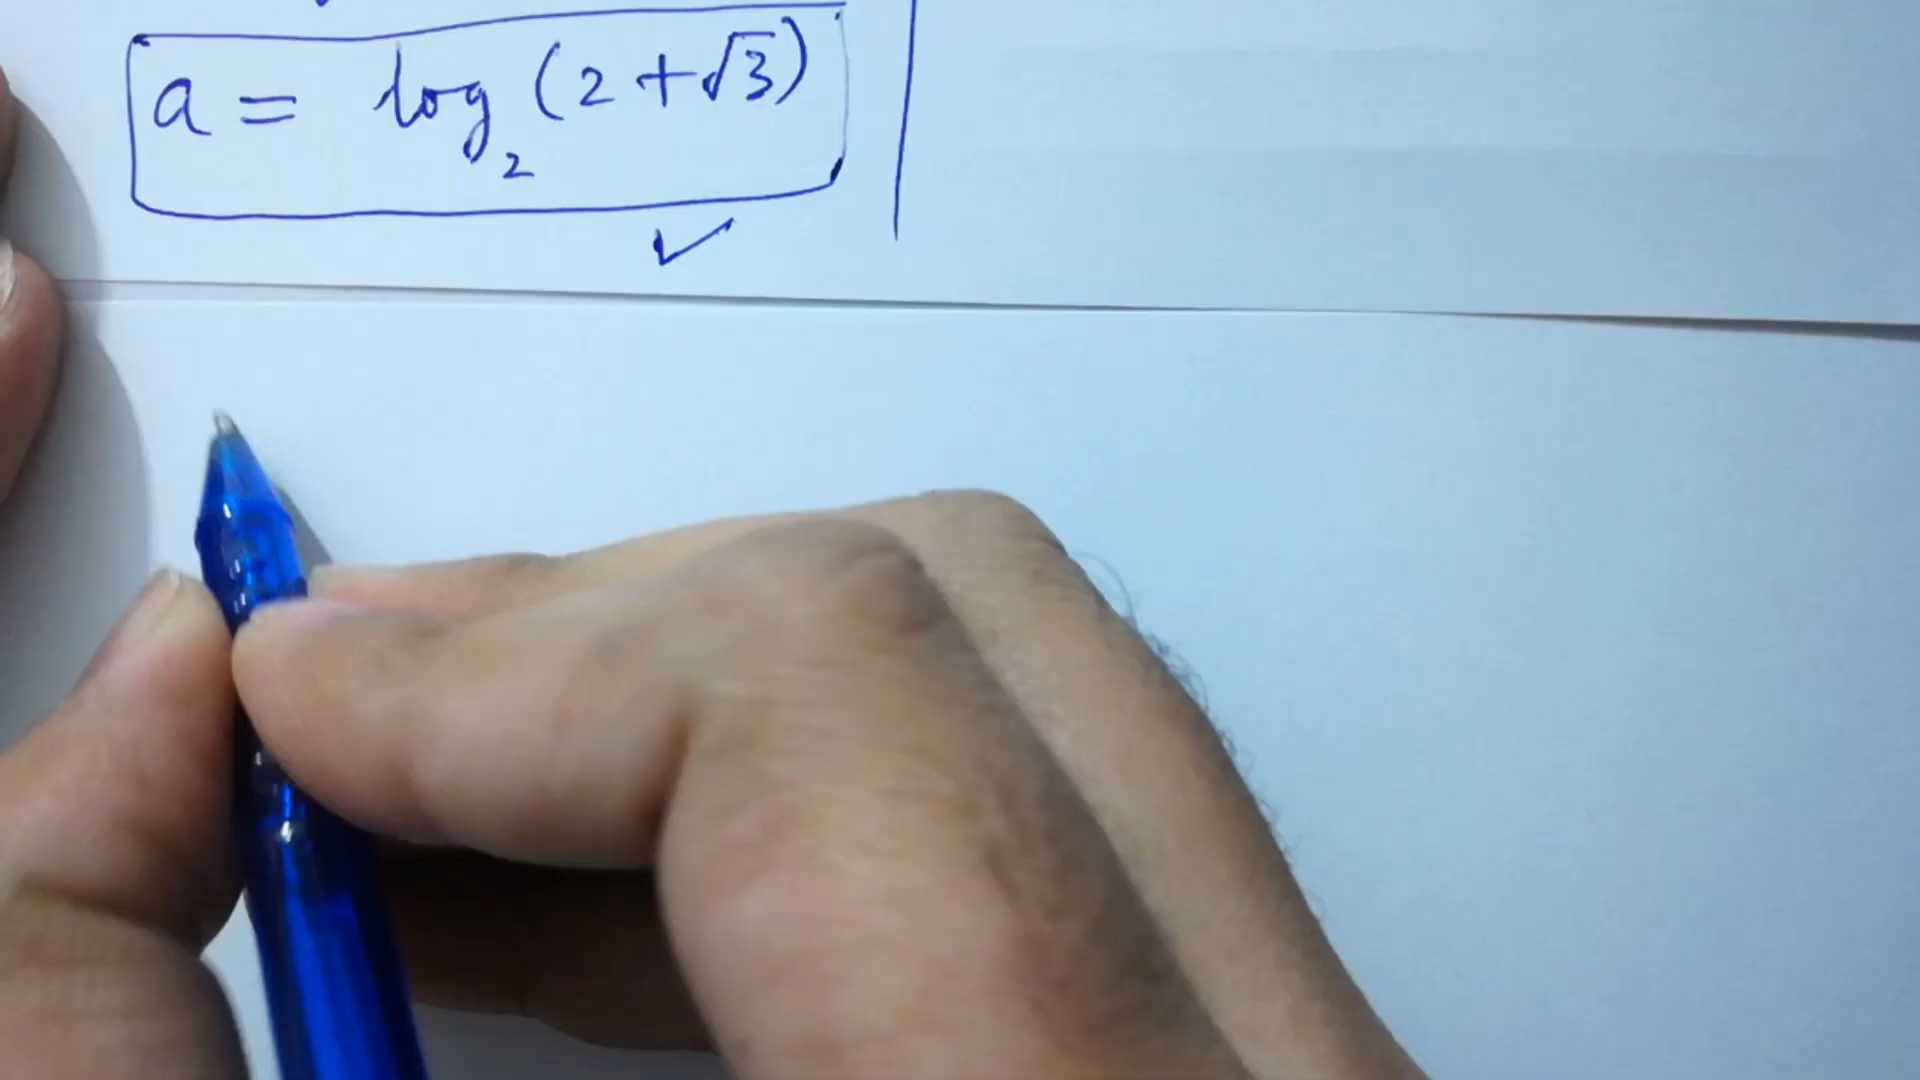 a = log₂ (2 + √3)
✓